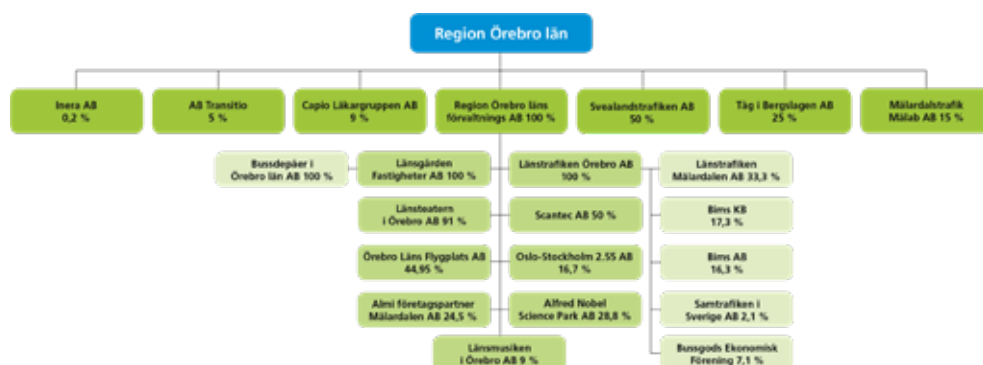 Region Örebro län
Inera AB
0,2 %
AB Transitio
5 %
Capio Läkargruppen AB
9 %
Region Örebro läns
förvaltnings AB 100 %
Svealandstrafiken AB
50 %
Tåg i Bergslagen AB
25 %
Mälardalstrafik
Mälab AB 15 %
Bussdepåer i
Örebro län AB 100 %
Länsgården
Fastigheter AB 100 %
Länstrafiken Örebro AB
100 %
Länstrafiken
Mälardalen AB 33,3 %
Länsteatern
i Örebro AB 91 %
Scantec AB 50 %
Bims KB
17,3 %
Örebro Läns Flygplats AB
44,95 %
Oslo-Stockholm 2.55 AB
16,7 %
Bims AB
16,3 %
Almi företagspartner
Mälardalen AB 24,5 %
Alfred Nobel
Science Park AB 28,8 %
Samtrafiken i
Sverige AB 2,1 %
Länsmusiken
i Örebro AB 9 %
Bussgods Ekonomisk
Förening 7,1 %